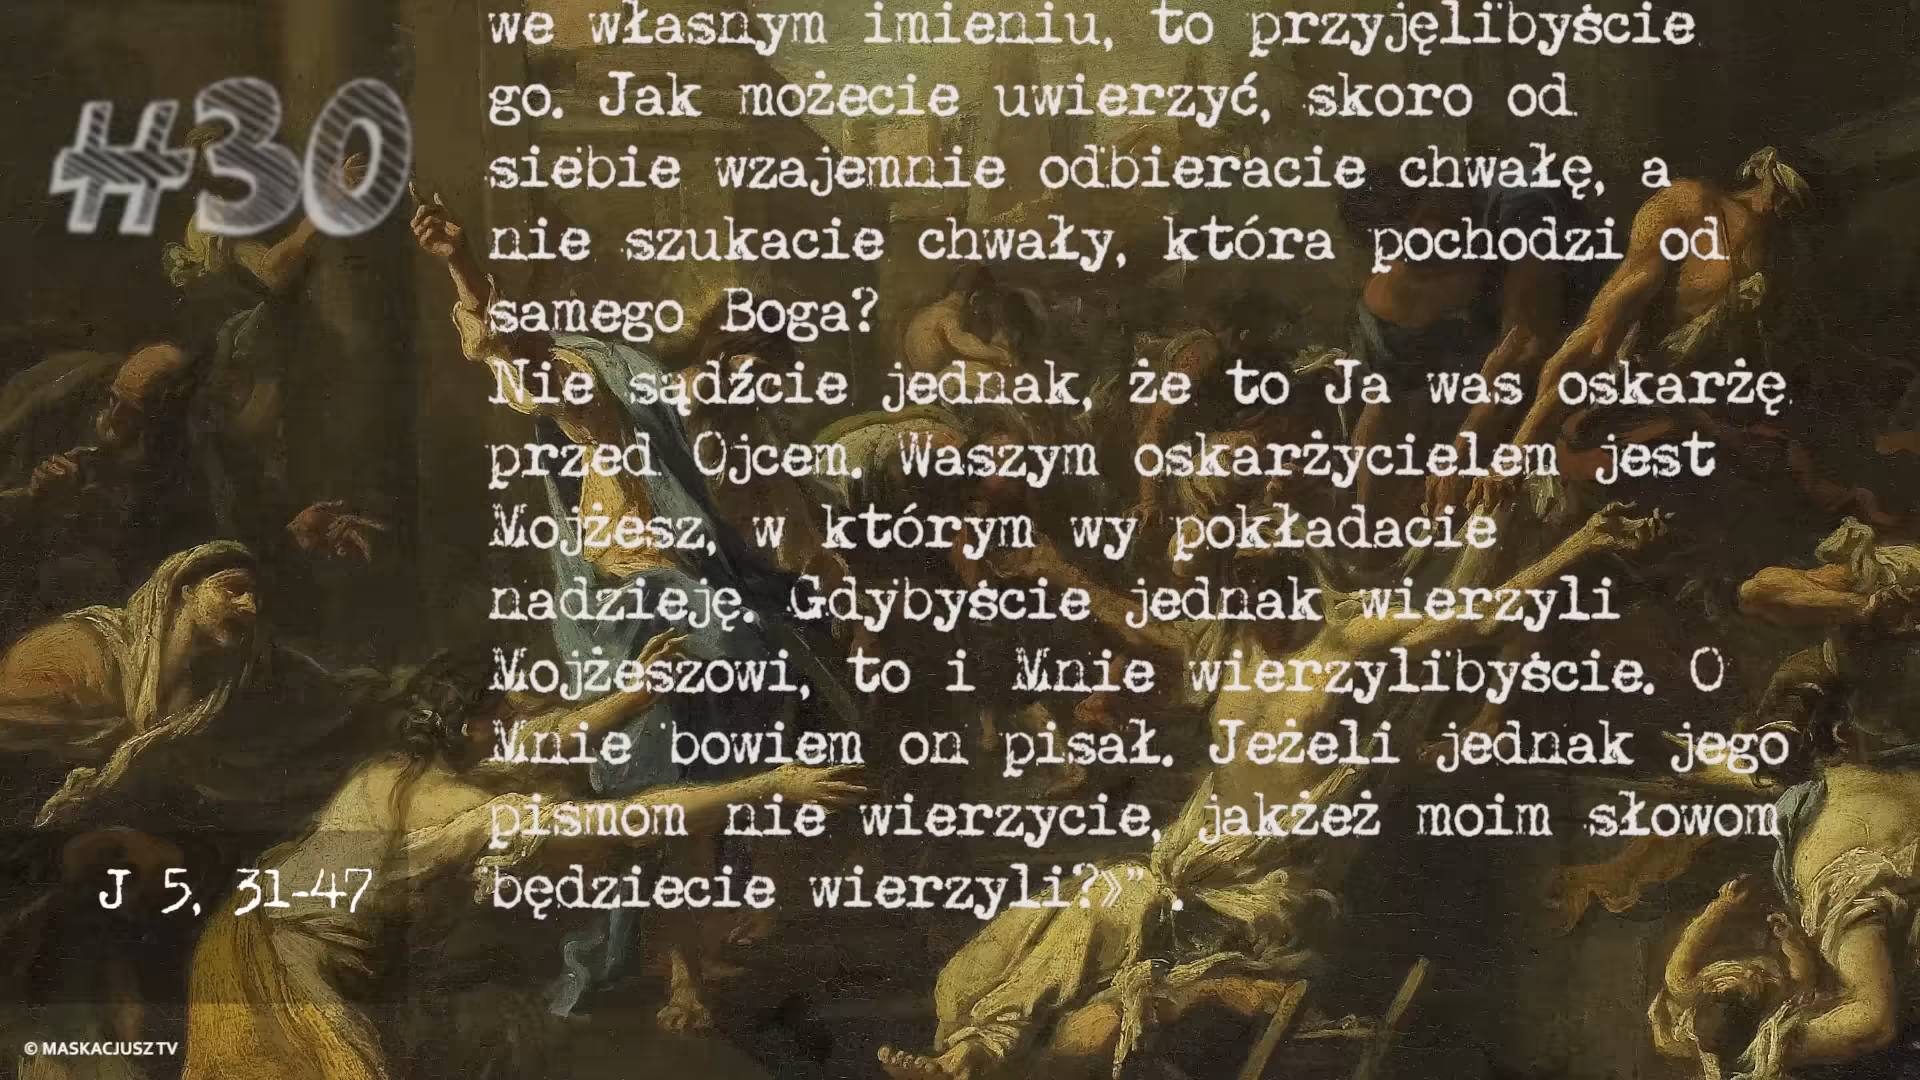 #30
we własnym imieniu, to przyjęlibyście
go. Jak możecie uwierzyć, skoro od
siebie wzajemnie odbieracie chwałę, a
nie szukacie chwały, która pochodzi od
samego Boga?
Nie sądźcie jednak, że to Ja was oskarżę
przed Ojcem. Waszym oskarżycielem jest
Mojżesz, w którym wy pokładacie
nadzieję. Gdybyście jednak wierzyli
Mojżeszowi, to i Mnie wierzylibyście. O
Mnie bowiem on pisał. Jeżeli jednak jego
pismom nie wierzycie, jakżeż moim słowom
będziecie wierzyli?»".
J 5, 31-47
© MASKACJUSZ TV